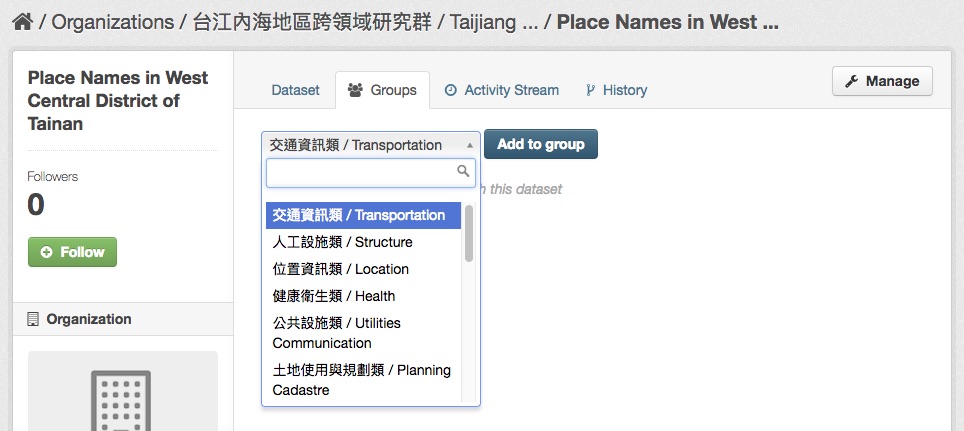 / Organizations / 台江內海地區跨領域研究群 / Taijiang ... / Place Names in West ...
Place Names in West
Central District of
Tainan
Followers
0
Follow
Organization
Dataset
Groups
Activity Stream
History
Manage
交通資訊類 / Transportation
Add to group
this dataset
交通資訊類 / Transportation
人工設施類 / Structure
位置資訊類 / Location
健康衛生類 / Health
公共設施類 / Utilities
Communication
土地使用與規劃類 / Planning
Cadastre